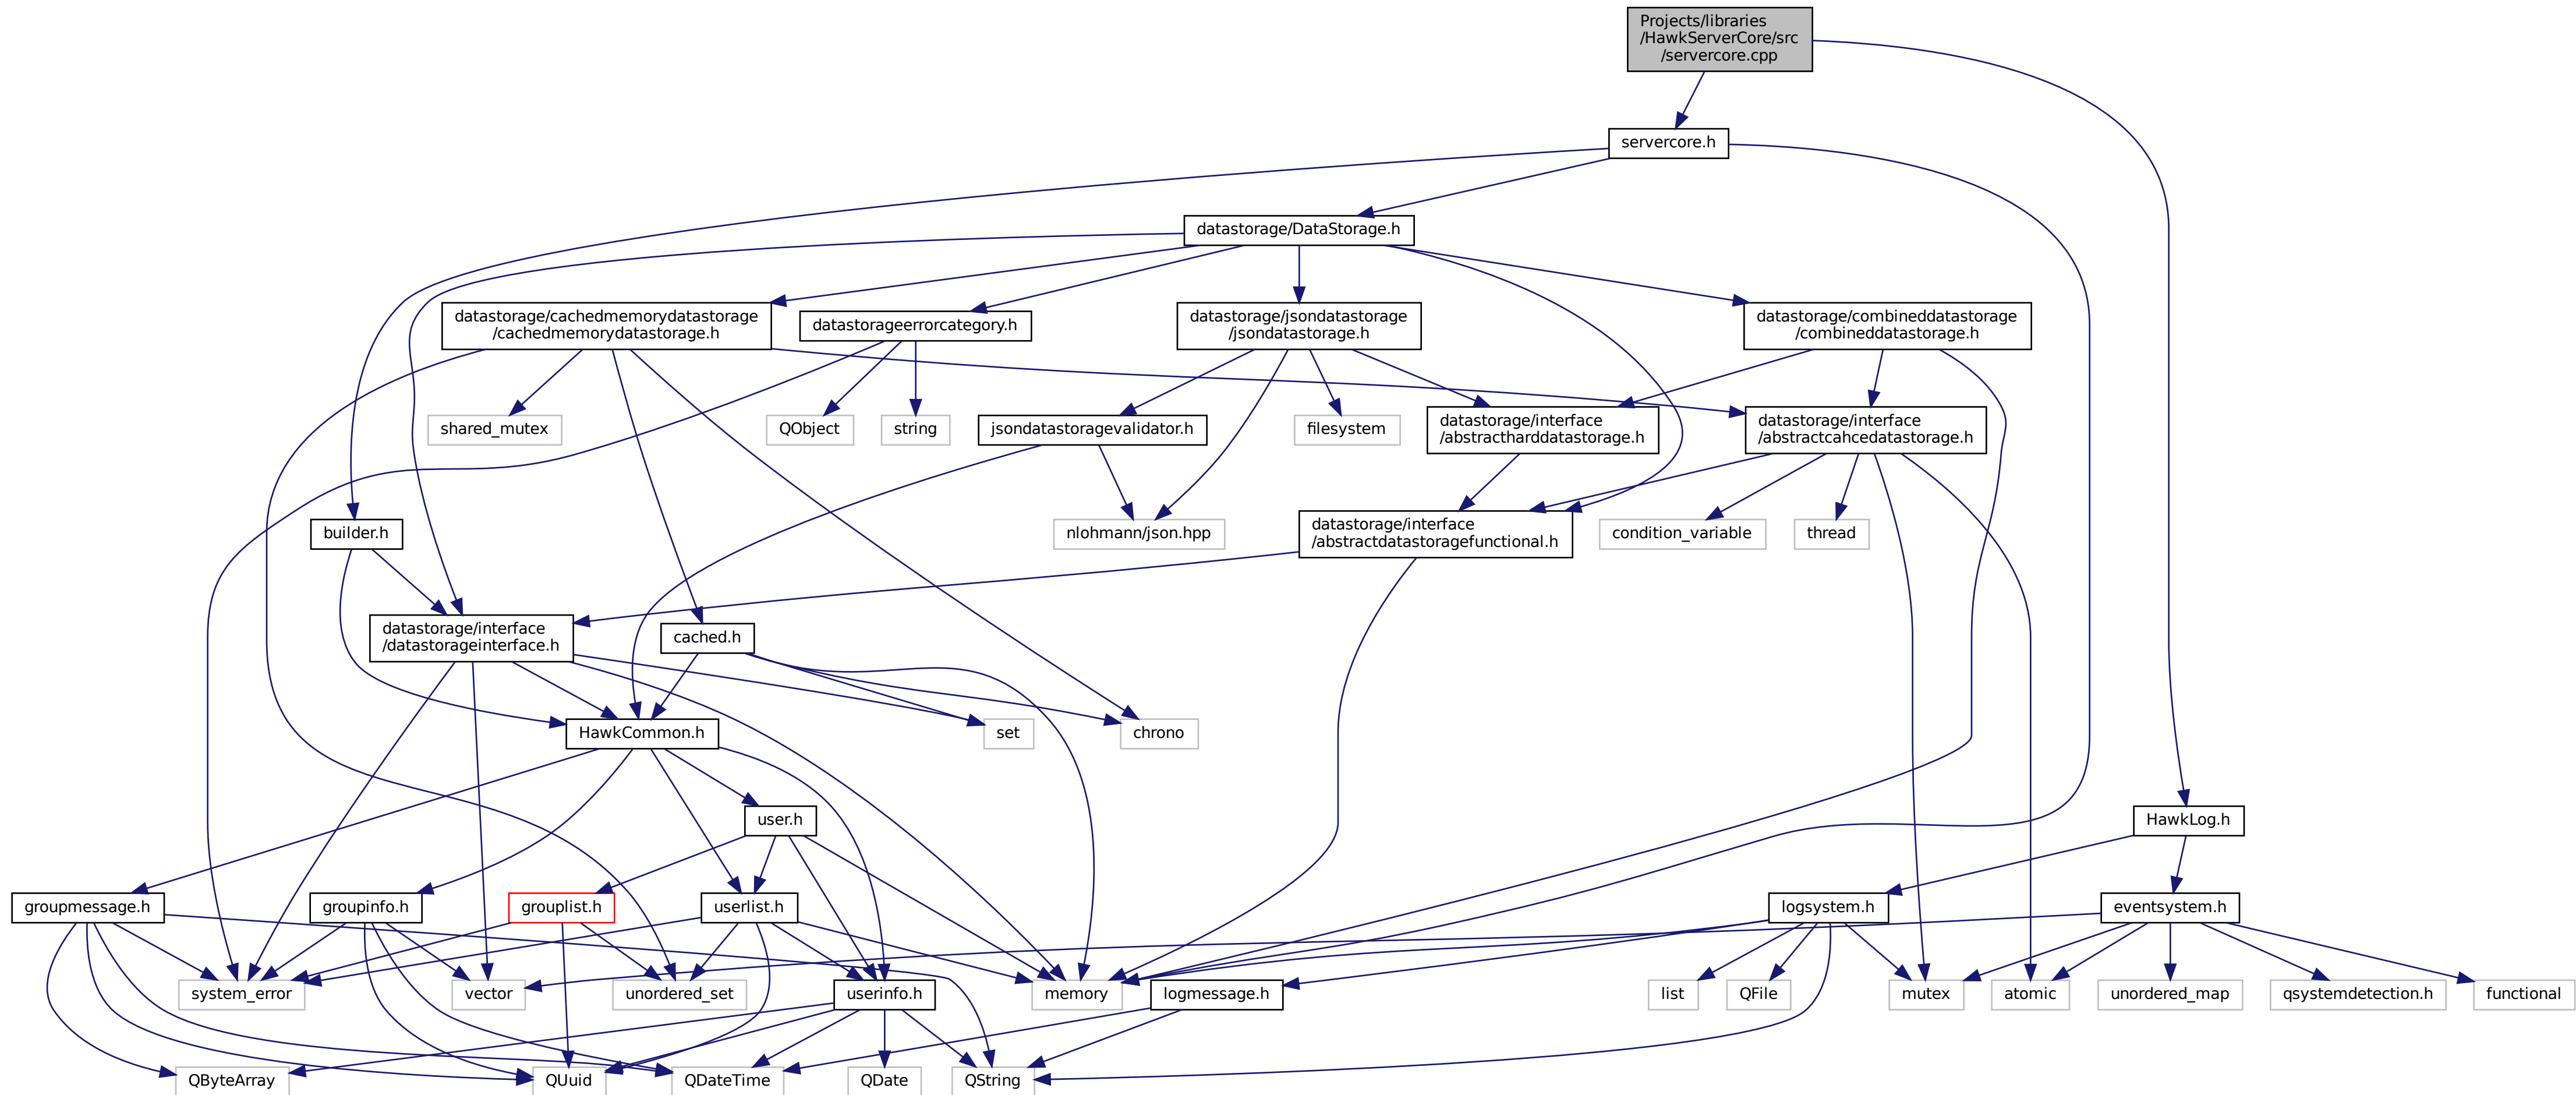 Projects/libraries
/HawkServerCore/src
/servercore.cpp
servercore.h
datastorage/DataStorage.h
datastorage/cachedmemorydatastorage
/cachedmemorydatastorage.h
datastorageerrorcategory.h
datastorage/jsondatastorage
/jsondatastorage.h
datastorage/combineddatastorage
/combineddatastorage.h
shared_mutex
QObject
string
jsondatastoragevalidator.h
filesystem
datastorage/interface
/abstractharddatastorage.h
datastorage/interface
/abstractcahcedatastorage.h
builder.h
nlohmann/json.hpp
datastorage/interface
/abstractdatastoragefunctional.h
condition_variable
thread
datastorage/interface
/datastorageinterface.h
cached.h
HawkCommon.h
set
chrono
user.h
HawkLog.h
groupmessage.h
groupinfo.h
grouplist.h
userlist.h
logsystem.h
eventsystem.h
system_error
vector
unordered_set
userinfo.h
memory
logmessage.h
list
QFile
mutex
atomic
unordered_map
qsystemdetection.h
functional
QByteArray
QUuid
QDateTime
QDate
QString